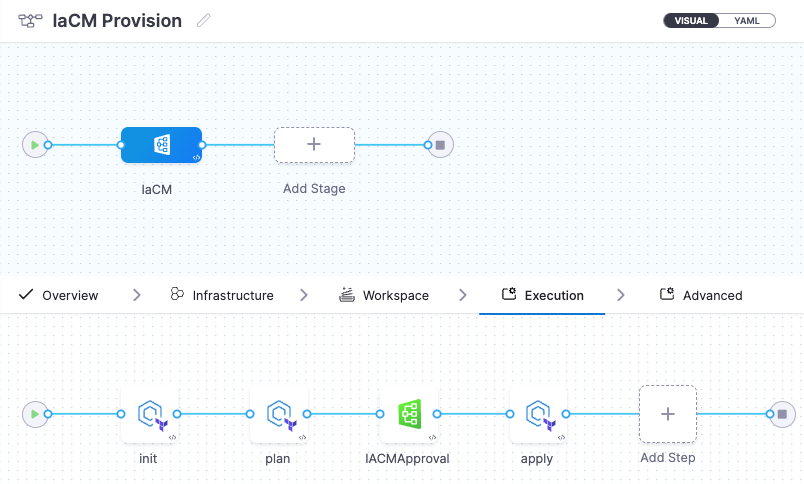 IaCM Provision
VISUAL
YAML
IaCM
Add Stage
Overview
Infrastructure
Workspace
Execution
Advanced
init
plan
IACMApproval
apply
Add Step